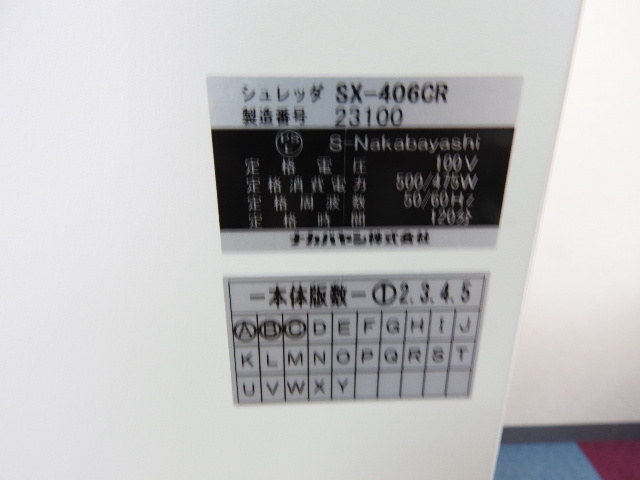 シュレッダ SX-406CR
製造番号 23100
S-Nakabayashi
定格電圧 100V
定格消費電力 500/475W
定格周波数 50/60Hz
定格時間 120分
ナカバヤシ株式会社
-本体版数-①2.3.4.5
Ⓐ Ⓑ Ⓒ D E F G H I J
K L M N O P Q R S T
U V W X Y